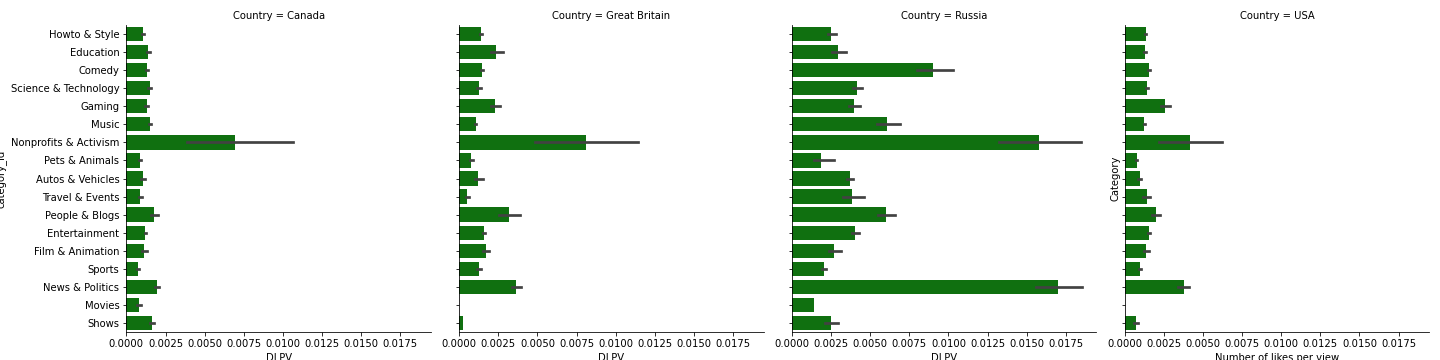 Country = Canada
Country = Great Britain
Country = Russia
Country = USA
Howto & Style
Education
Comedy
Science & Technology
Gaming
Music
Nonprofits & Activism
Pets & Animals
Autos & Vehicles
Travel & Events
People & Blogs
Entertainment
Film & Animation
Sports
News & Politics
Movies
Shows
category_id
Category
0.0000 0.0025 0.0050 0.0075 0.0100 0.0125 0.0150 0.0175
0.0000 0.0025 0.0050 0.0075 0.0100 0.0125 0.0150 0.0175
0.0000 0.0025 0.0050 0.0075 0.0100 0.0125 0.0150 0.0175
0.0000 0.0025 0.0050 0.0075 0.0100 0.0125 0.0150 0.0175
DLPV
DLPV
DLPV
Number of likes per view